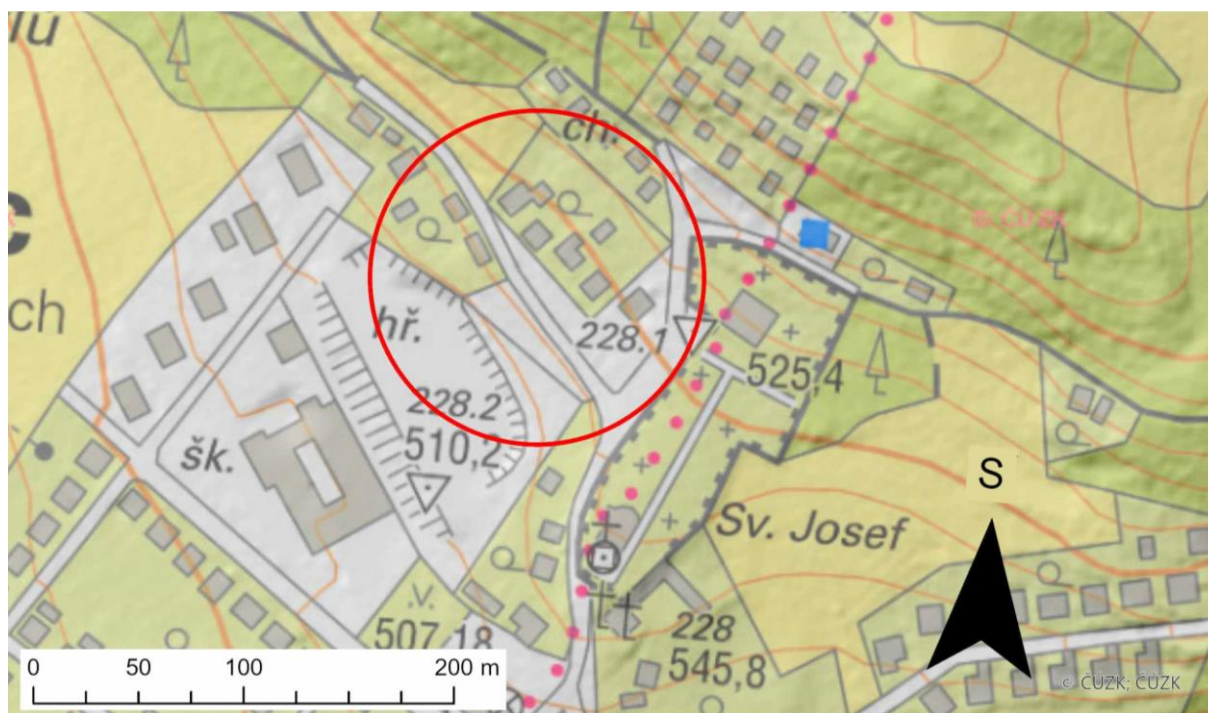 ch.
© ČÚZK
ch
hř.
228.1
228.2
525,4
šk.
510,2
S
Sv. Josef
.v.
507,18
228
545,8
0 50 100 200 m
© ČÚZK; ČÚZK